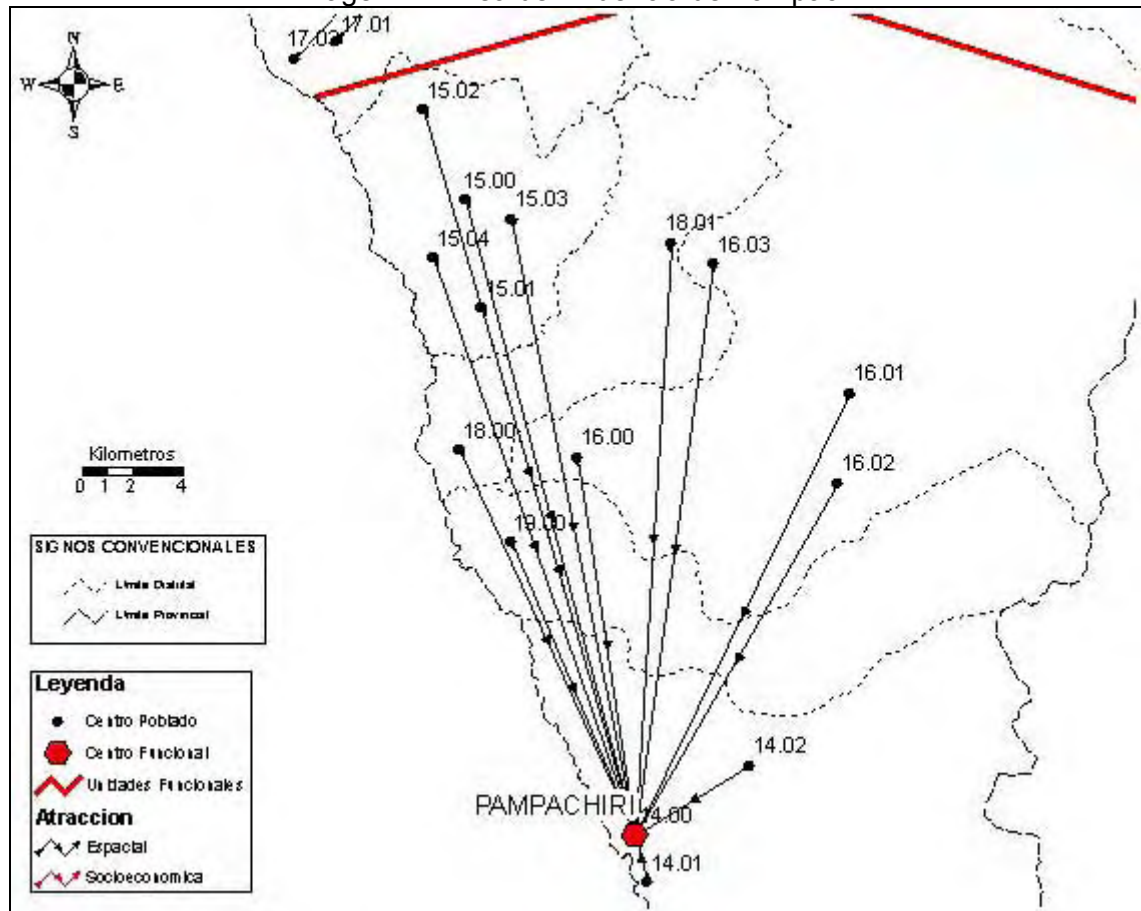 N
W E
S
17.02
17.01
15.02
15.00
15.03
15.04
15.01
18.01
16.03
16.01
16.02
18.00
16.00
19.00
14.02
PAMPACHIRI
14.00
14.01
Kilometros
0 1 2 4
SIGNOS CONVENCIONALES
Limite Distrital
Limite Provincial
Leyenda
Centro Poblado
Centro Funcional
Unidades Funcionales
Atraccion
Espacial
Socioeconomica